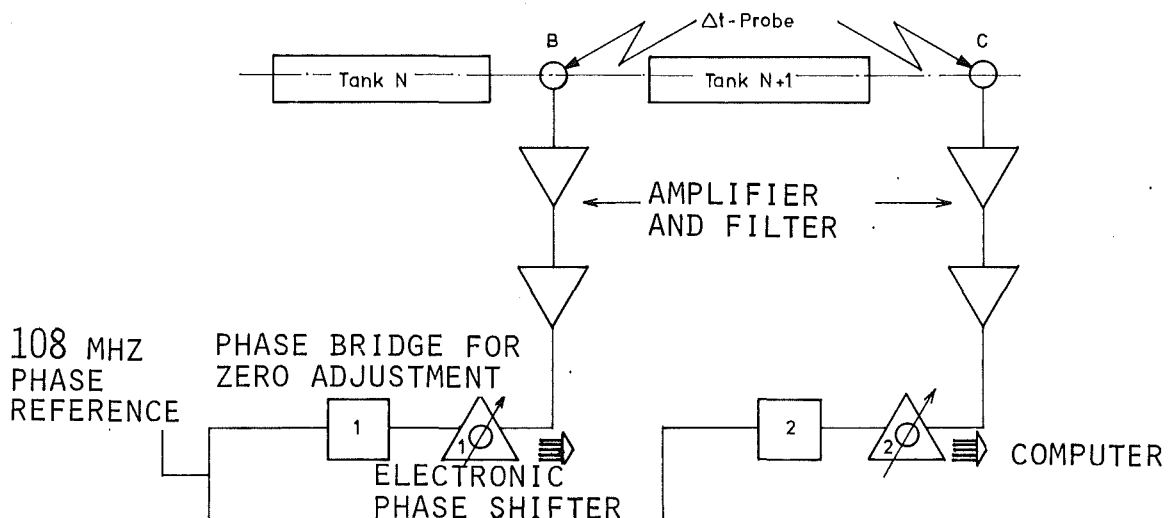 Δt-Probe
B
C
Tank N
Tank N+1
AMPLIFIER
AND FILTER
108 MHZ
PHASE
REFERENCE
PHASE BRIDGE FOR
ZERO ADJUSTMENT
1
1
2
2
ELECTRONIC
PHASE SHIFTER
COMPUTER